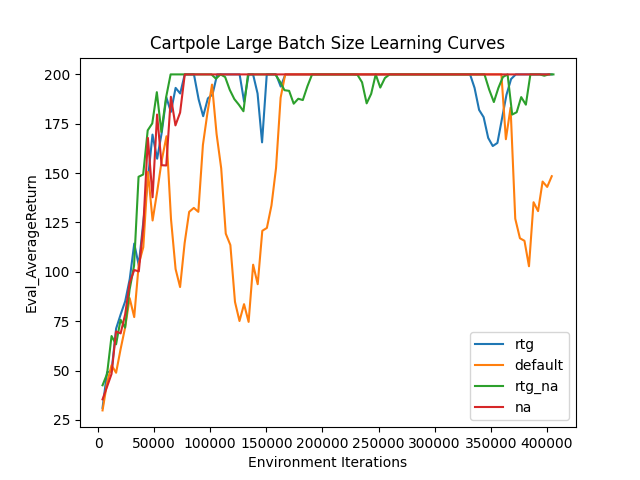 Cartpole Large Batch Size Learning Curves
200
175
150
125
100
75
50
25
Eval_AverageReturn
0 50000 100000 150000 200000 250000 300000 350000 400000
Environment Iterations
rtg
default
rtg_na
na